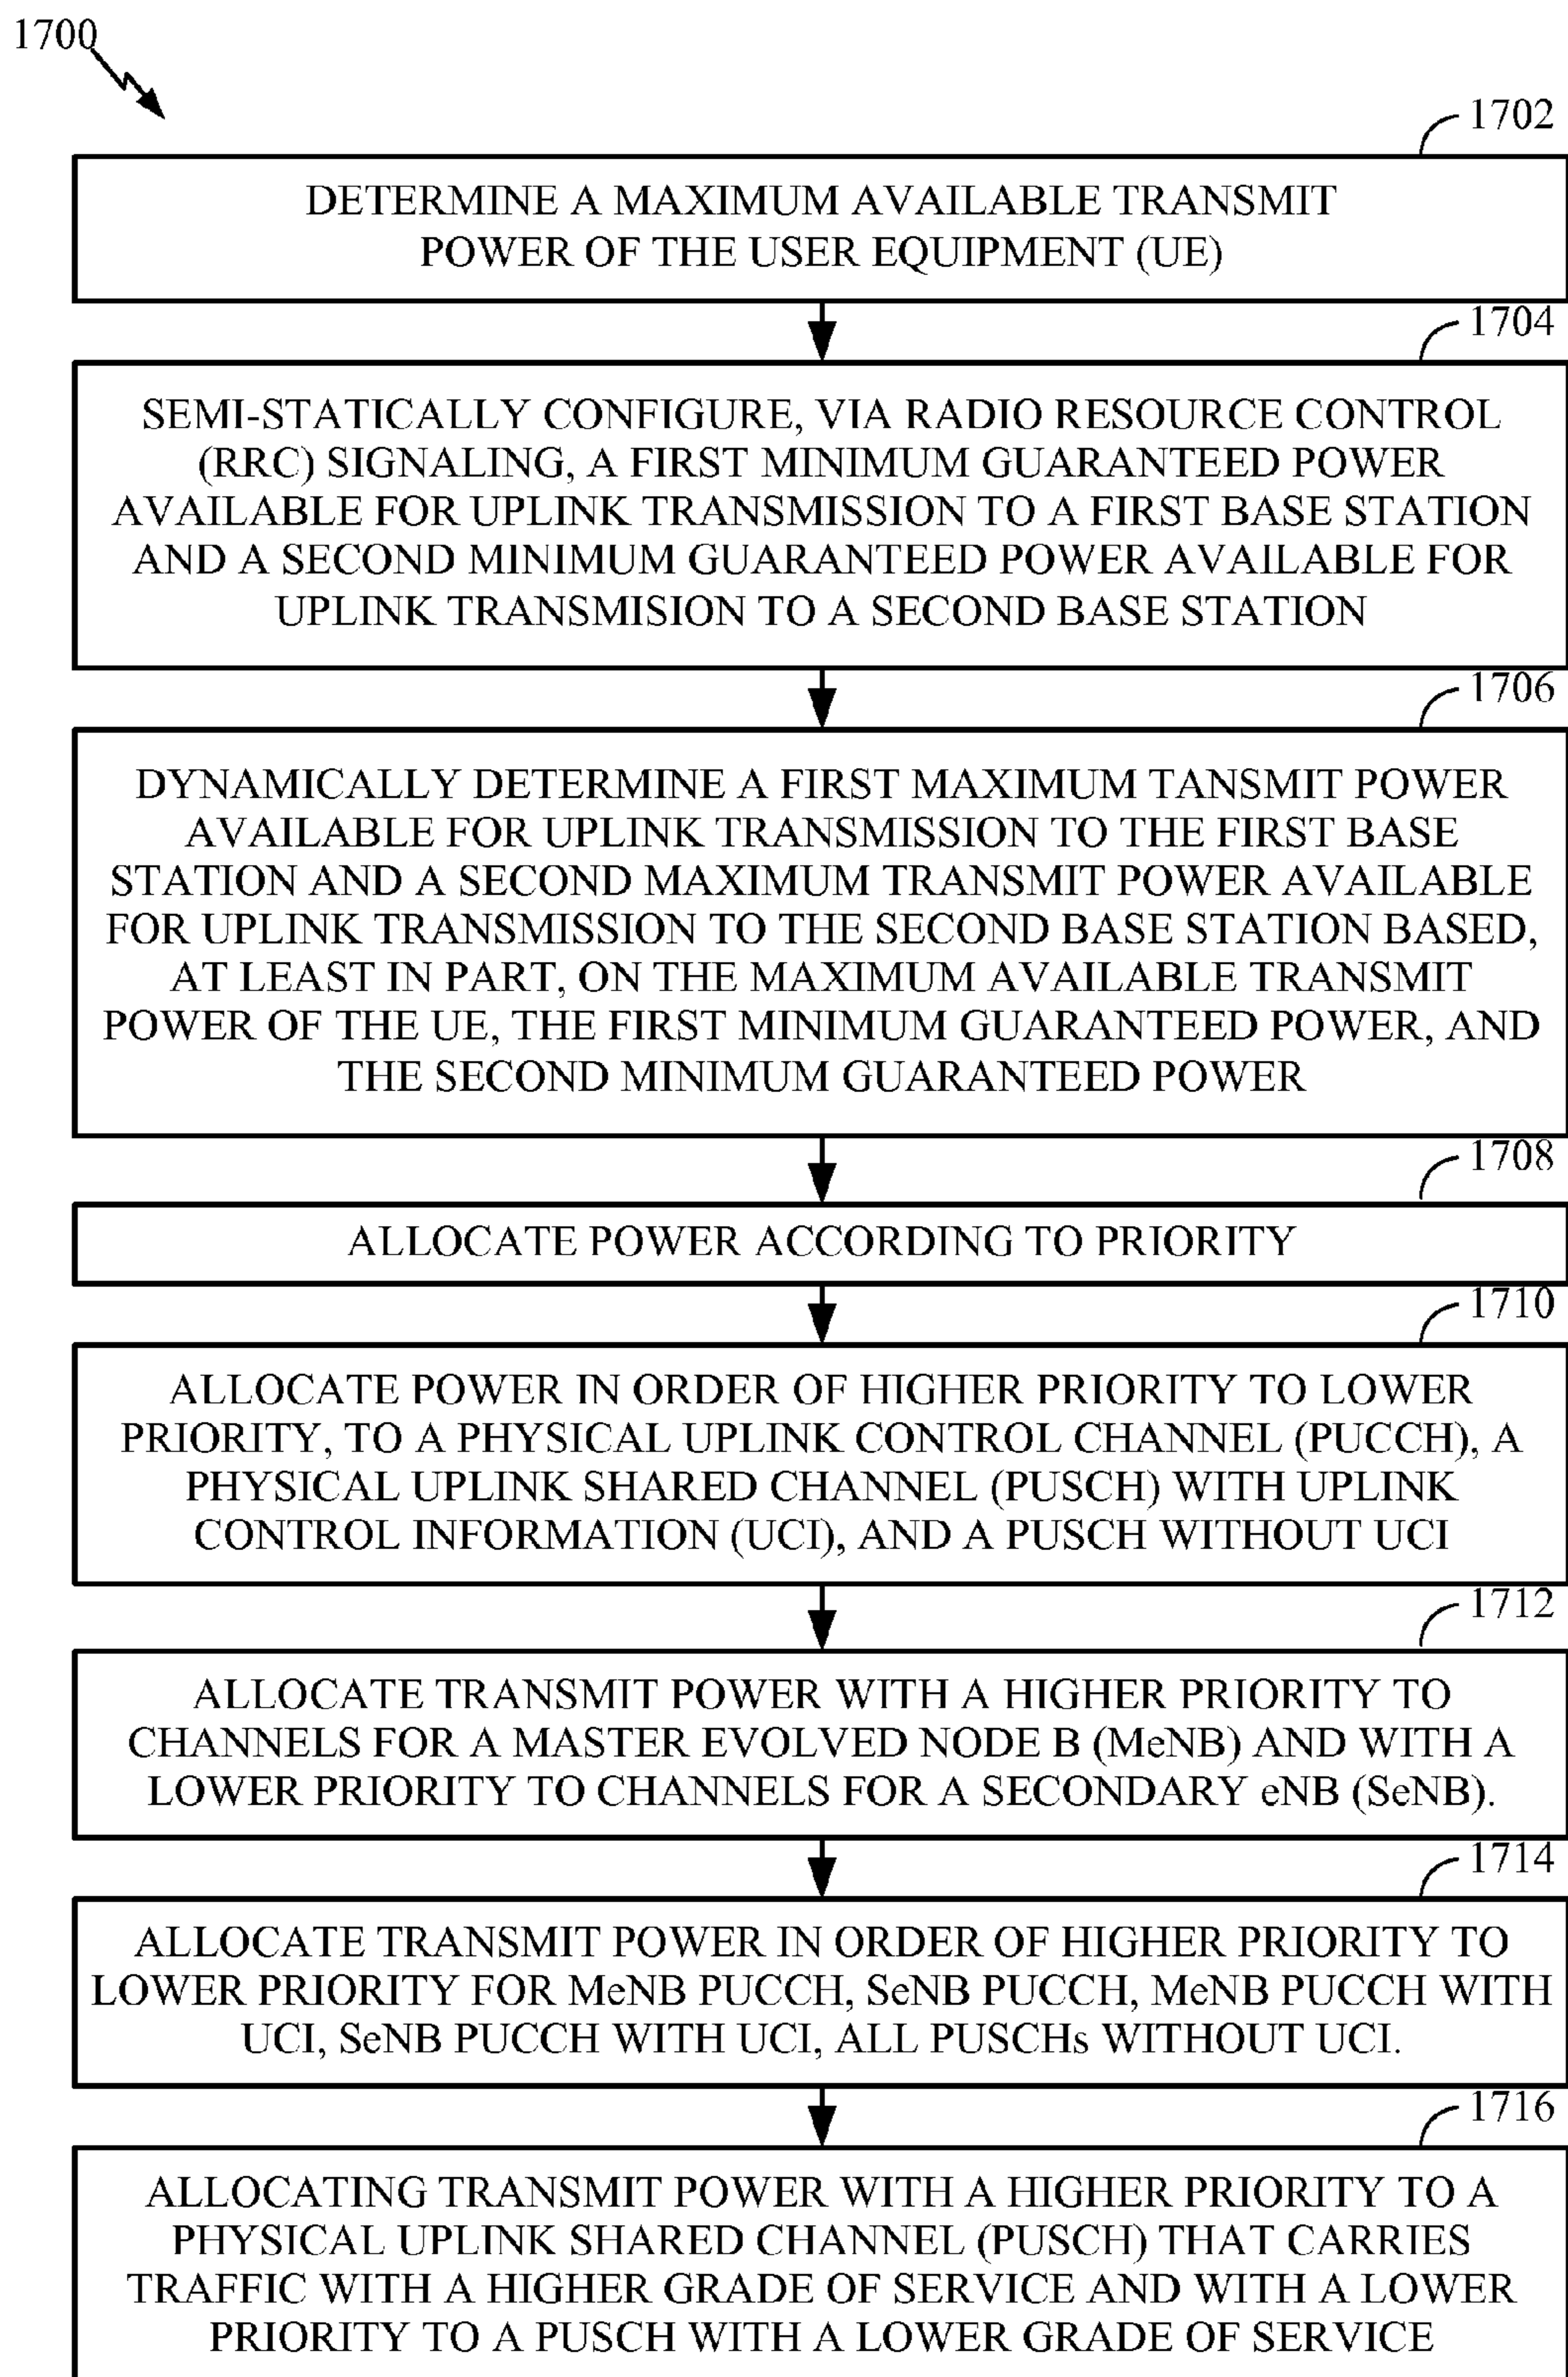 1700
1702
DETERMINE A MAXIMUM AVAILABLE TRANSMIT
POWER OF THE USER EQUIPMENT (UE)
1704
SEMI-STATICALLY CONFIGURE, VIA RADIO RESOURCE CONTROL
(RRC) SIGNALING, A FIRST MINIMUM GUARANTEED POWER
AVAILABLE FOR UPLINK TRANSMISSION TO A FIRST BASE STATION
AND A SECOND MINIMUM GUARANTEED POWER AVAILABLE FOR
UPLINK TRANSMISION TO A SECOND BASE STATION
1706
DYNAMICALLY DETERMINE A FIRST MAXIMUM TANSMIT POWER
AVAILABLE FOR UPLINK TRANSMISSION TO THE FIRST BASE
STATION AND A SECOND MAXIMUM TRANSMIT POWER AVAILABLE
FOR UPLINK TRANSMISSION TO THE SECOND BASE STATION BASED,
AT LEAST IN PART, ON THE MAXIMUM AVAILABLE TRANSMIT
POWER OF THE UE, THE FIRST MINIMUM GUARANTEED POWER, AND
THE SECOND MINIMUM GUARANTEED POWER
1708
ALLOCATE POWER ACCORDING TO PRIORITY
1710
ALLOCATE POWER IN ORDER OF HIGHER PRIORITY TO LOWER
PRIORITY, TO A PHYSICAL UPLINK CONTROL CHANNEL (PUCCH), A
PHYSICAL UPLINK SHARED CHANNEL (PUSCH) WITH UPLINK
CONTROL INFORMATION (UCI), AND A PUSCH WITHOUT UCI
1712
ALLOCATE TRANSMIT POWER WITH A HIGHER PRIORITY TO
CHANNELS FOR A MASTER EVOLVED NODE B (MeNB) AND WITH A
LOWER PRIORITY TO CHANNELS FOR A SECONDARY eNB (SeNB).
1714
ALLOCATE TRANSMIT POWER IN ORDER OF HIGHER PRIORITY TO
LOWER PRIORITY FOR MeNB PUCCH, SeNB PUCCH, MeNB PUCCH WITH
UCI, SeNB PUCCH WITH UCI, ALL PUSCHs WITHOUT UCI.
1716
ALLOCATING TRANSMIT POWER WITH A HIGHER PRIORITY TO A
PHYSICAL UPLINK SHARED CHANNEL (PUSCH) THAT CARRIES
TRAFFIC WITH A HIGHER GRADE OF SERVICE AND WITH A LOWER
PRIORITY TO A PUSCH WITH A LOWER GRADE OF SERVICE